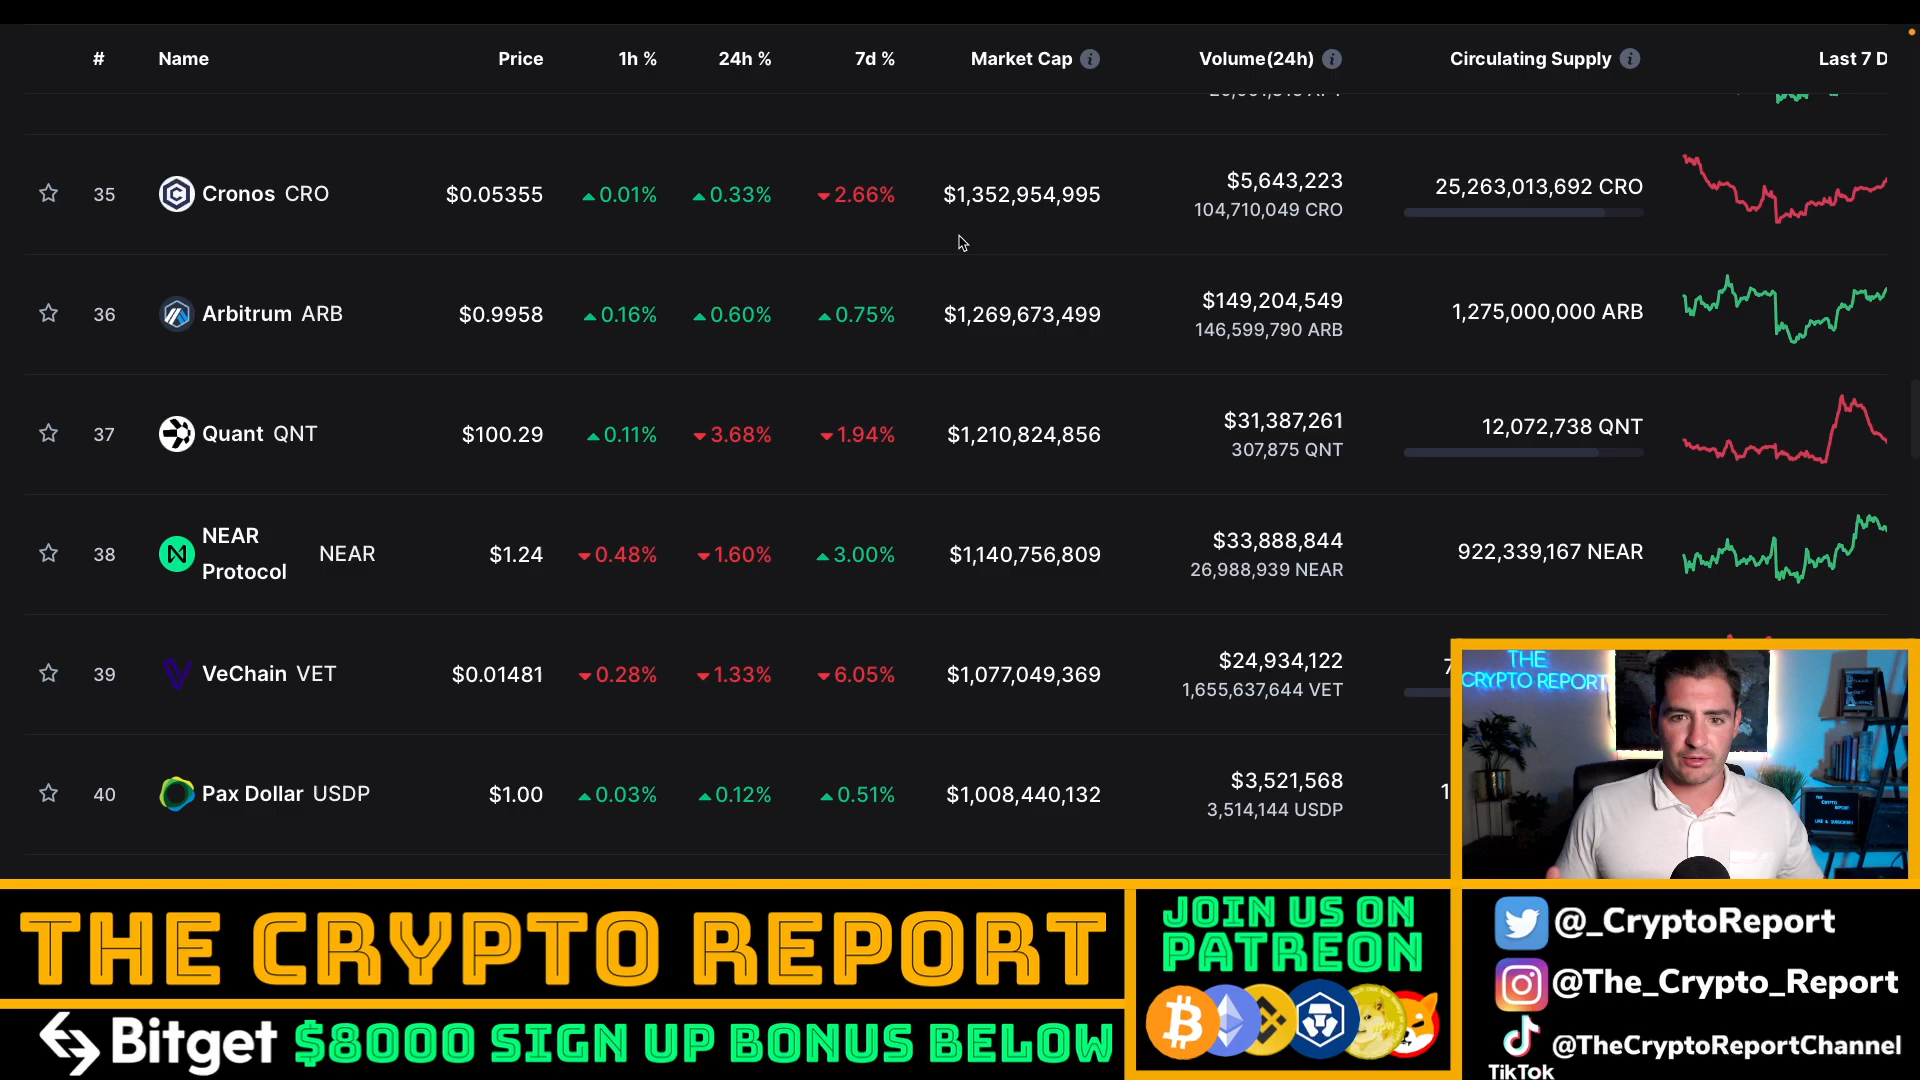 # Name Price 1h % 24h % 7d % Market Cap Volume(24h) Circulating Supply Last 7 D
35 Cronos CRO $0.05355 0.01% 0.33% 2.66% $1,352,954,995 $5,643,223 25,263,013,692 CRO
104,710,049 CRO
36 Arbitrum ARB $0.9958 0.16% 0.60% 0.75% $1,269,673,499 $149,204,549 1,275,000,000 ARB
146,599,790 ARB
37 Quant QNT $100.29 0.11% 3.68% 1.94% $1,210,824,856 $31,387,261 12,072,738 QNT
307,875 QNT
38 NEAR Protocol NEAR $1.24 0.48% 1.60% 3.00% $1,140,756,809 $33,888,844 922,339,167 NEAR
26,988,939 NEAR
39 VeChain VET $0.01481 0.28% 1.33% 6.05% $1,077,049,369 $24,934,122 7
1,655,637,644 VET
40 Pax Dollar USDP $1.00 0.03% 0.12% 0.51% $1,008,440,132 $3,521,568 1
3,514,144 USDP
THE
CRYPTO REPORT
THE CRYPTO REPORT
Bitget $8000 SIGN UP BONUS BELOW
JOIN US ON
PATREON
@_CryptoReport
@The_Crypto_Report
@TheCryptoReportChannel
TikTok